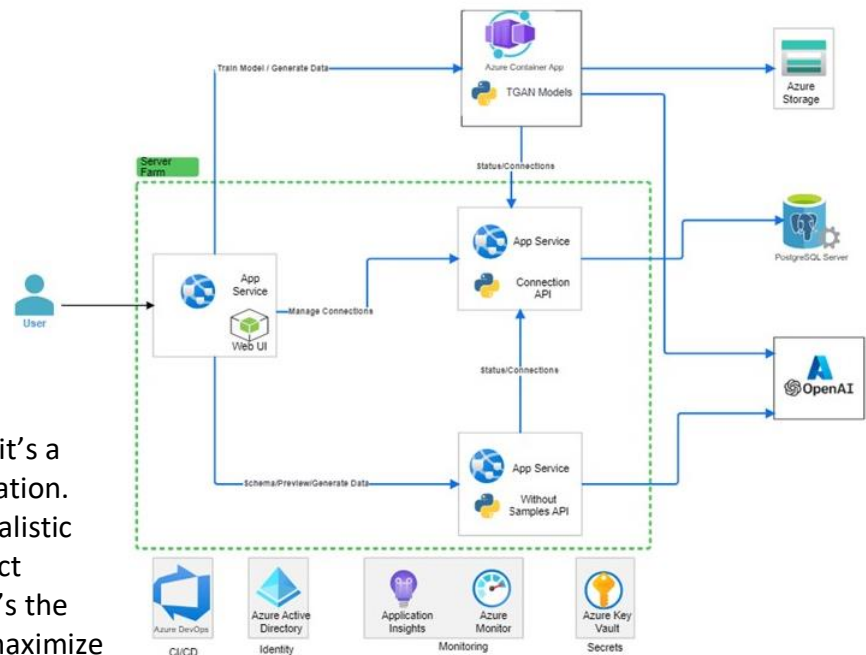 Azure Container App
TGAN Models
Train Model / Generate Data
Azure
Storage
Server
Farm
Status/Connections
App Service
Connection
API
PostgreSQL Server
App
Service
Web UI
User
Manage Connections
Status/Connections
OpenAI
App Service
Without
Samples API
Schema/Preview/Generate Data
it’s a
ation.
alistic
ct
’s the
naximize
Azure DevOps
CI/CD
Azure Active
Directory
Identity
Application
Insights
Azure
Monitor
Monitoring
Azure Key
Vault
Secrets